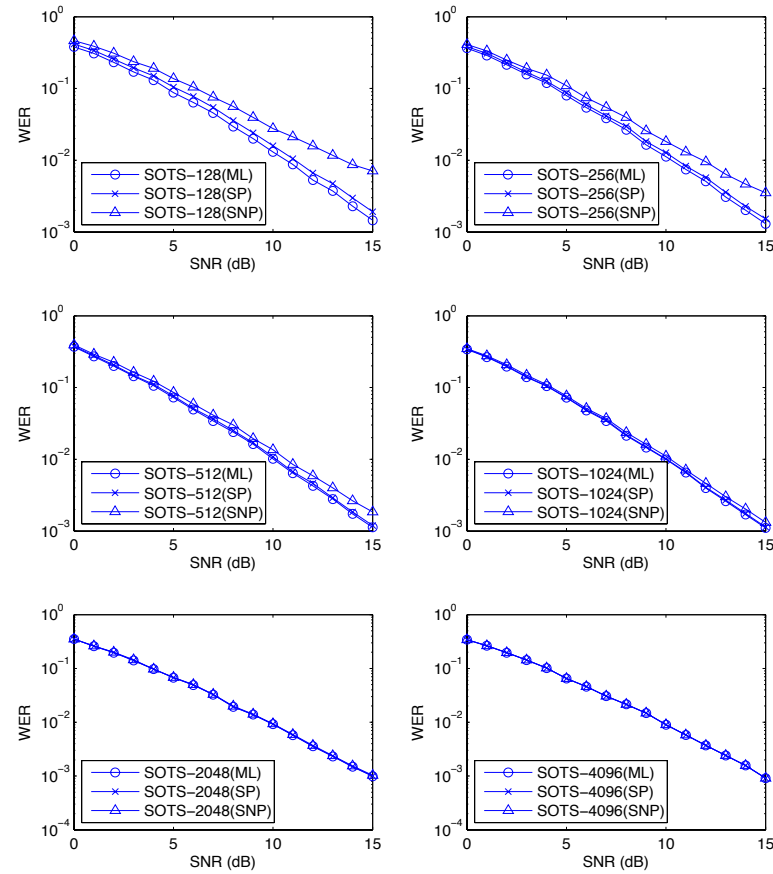 10^0
10^-1
10^-2
10^-3
WER
0 5 10 15
SNR (dB)
SOTS-128(ML)
SOTS-128(SP)
SOTS-128(SNP)
10^0
10^-1
10^-2
10^-3
WER
0 5 10 15
SNR (dB)
SOTS-256(ML)
SOTS-256(SP)
SOTS-256(SNP)
10^0
10^-1
10^-2
10^-3
WER
0 5 10 15
SNR (dB)
SOTS-512(ML)
SOTS-512(SP)
SOTS-512(SNP)
10^0
10^-1
10^-2
10^-3
WER
0 5 10 15
SNR (dB)
SOTS-1024(ML)
SOTS-1024(SP)
SOTS-1024(SNP)
10^0
10^-1
10^-2
10^-3
10^-4
WER
0 5 10 15
SNR (dB)
SOTS-2048(ML)
SOTS-2048(SP)
SOTS-2048(SNP)
10^0
10^-1
10^-2
10^-3
10^-4
WER
0 5 10 15
SNR (dB)
SOTS-4096(ML)
SOTS-4096(SP)
SOTS-4096(SNP)